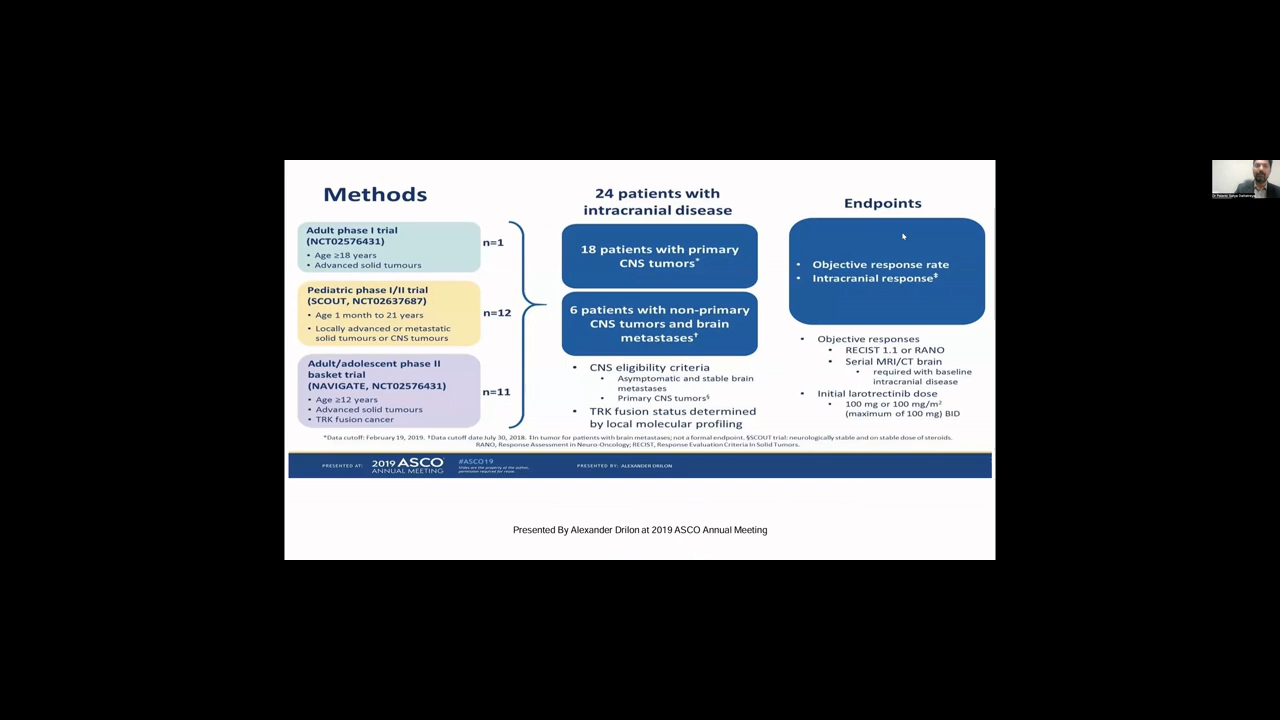 Methods
Adult phase I trial
(NCT02576431)
• Age ≥18 years
• Advanced solid tumours
n=1
Pediatric phase I/II trial
(SCOUT, NCT02637687)
• Age 1 month to 21 years
• Locally advanced or metastatic
solid tumours or CNS tumours
n=12
Adult/adolescent phase II
basket trial
(NAVIGATE, NCT02576431)
• Age ≥12 years
• Advanced solid tumours
• TRK fusion cancer
n=11
24 patients with
intracranial disease
18 patients with primary
CNS tumors*
6 patients with non-primary
CNS tumors and brain
metastases†
• CNS eligibility criteria
• Asymptomatic and stable brain
metastases
• Primary CNS tumors§
• TRK fusion status determined
by local molecular profiling
Endpoints
• Objective response rate
• Intracranial response‡
• Objective responses
• RECIST 1.1 or RANO
• Serial MRI/CT brain
• required with baseline
intracranial disease
• Initial larotrectinib dose
• 100 mg or 100 mg/m²
(maximum of 100 mg) BID
*Data cutoff: February 19, 2019. †Data cutoff date July 30, 2018. ‡In tumor for patients with brain metastases; not a formal endpoint. §SCOUT trial: neurologically stable and on stable dose of steroids.
RANO, Response Assessment in Neuro-Oncology; RECIST, Response Evaluation Criteria In Solid Tumors.
PRESENTED AT: 2019 ASCO
ANNUAL MEETING
#ASCO19
Slides are the property of the author,
permission required for reuse.
PRESENTED BY: ALEXANDER DRILON
Presented By Alexander Drilon at 2019 ASCO Annual Meeting